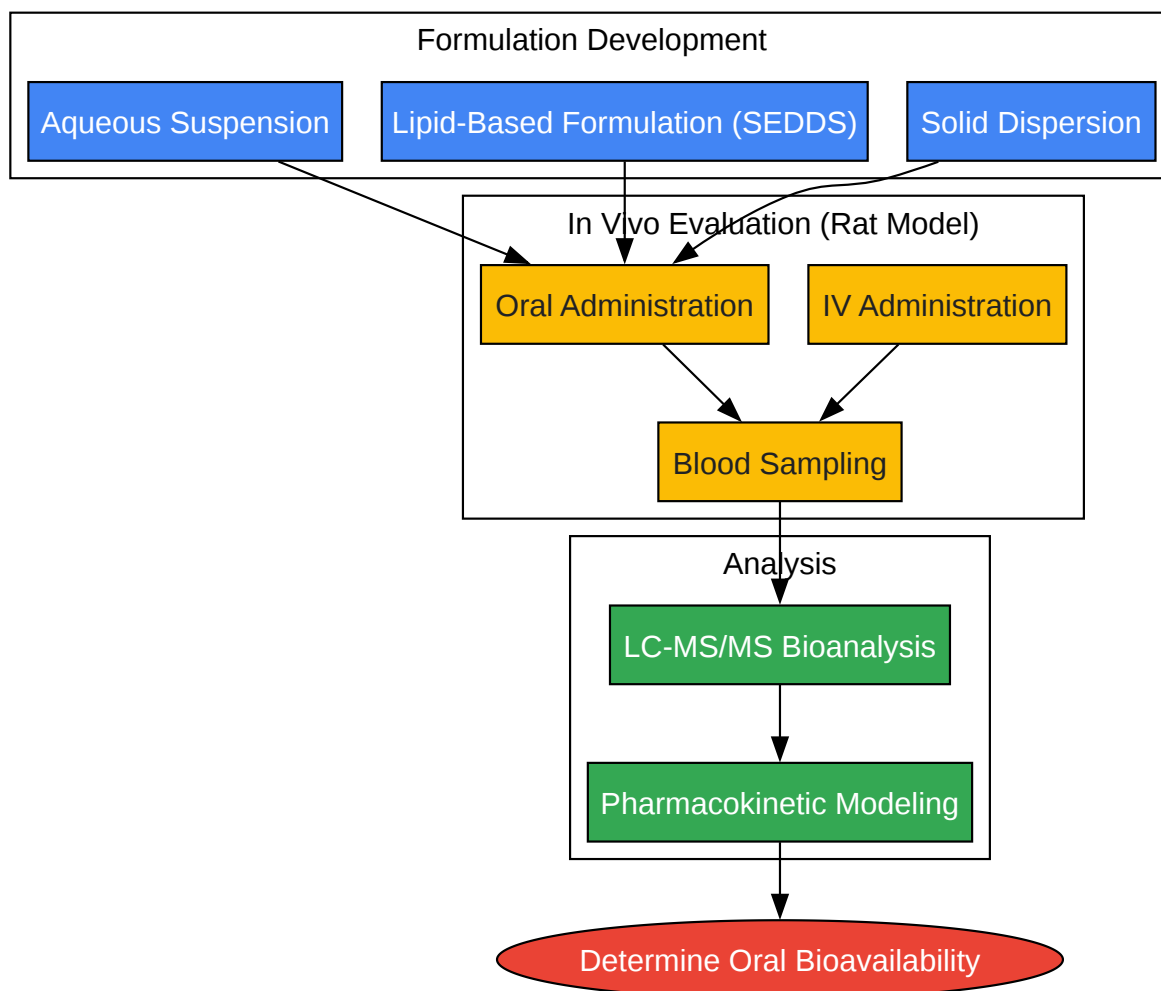 Formulation Development
Aqueous Suspension
Lipid-Based Formulation (SEDDS)
Solid Dispersion
In Vivo Evaluation (Rat Model)
Oral Administration
IV Administration
Blood Sampling
Analysis
LC-MS/MS Bioanalysis
Pharmacokinetic Modeling
Determine Oral Bioavailability